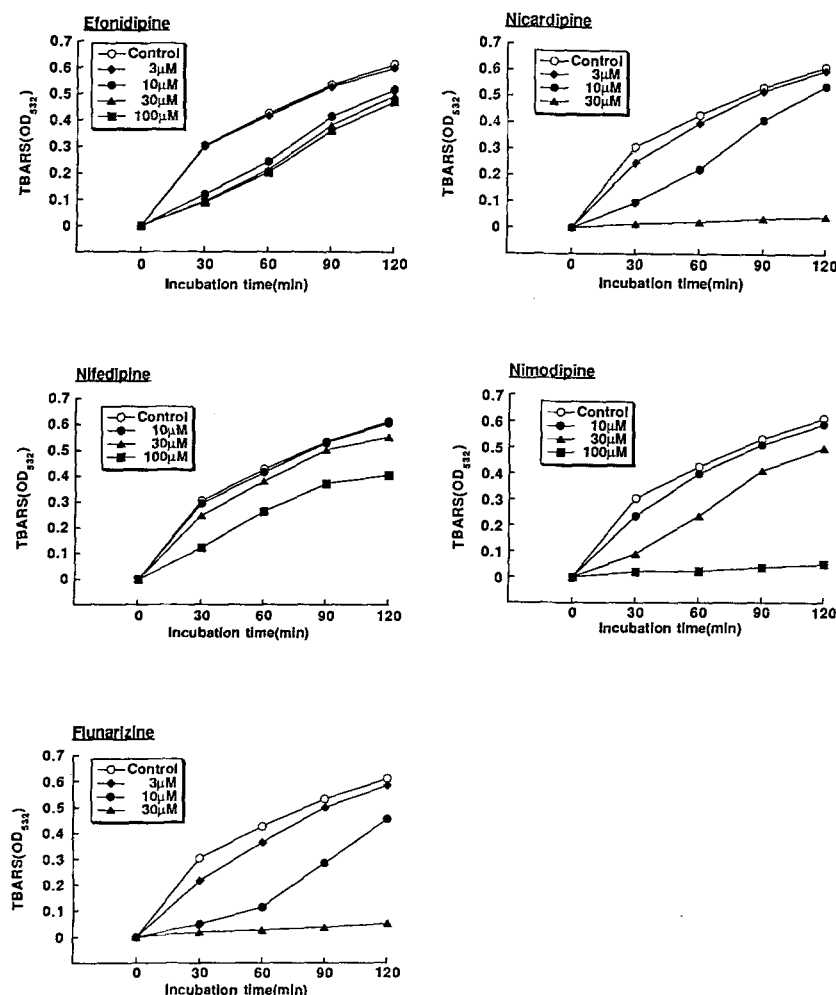 Efonidipine
0.7
0.6
0.5
0.4
0.3
0.2
0.1
0
TBARS(OD532)
Control
3μM
10μM
30μM
100μM
0 30 60 90 120
Incubation time(min)
Nicardipine
0.7
0.6
0.5
0.4
0.3
0.2
0.1
0
TBARS(OD532)
Control
3μM
10μM
30μM
0 30 60 90 120
Incubation time(min)
Nifedipine
0.7
0.6
0.5
0.4
0.3
0.2
0.1
0
TBARS(OD532)
Control
10μM
30μM
100μM
0 30 60 90 120
Incubation time(min)
Nimodipine
0.7
0.6
0.5
0.4
0.3
0.2
0.1
0
TBARS(OD532)
Control
10μM
30μM
100μM
0 30 60 90 120
Incubation time(min)
Flunarizine
0.7
0.6
0.5
0.4
0.3
0.2
0.1
0
TBARS(OD532)
Control
3μM
10μM
30μM
0 30 60 90 120
Incubation time(min)